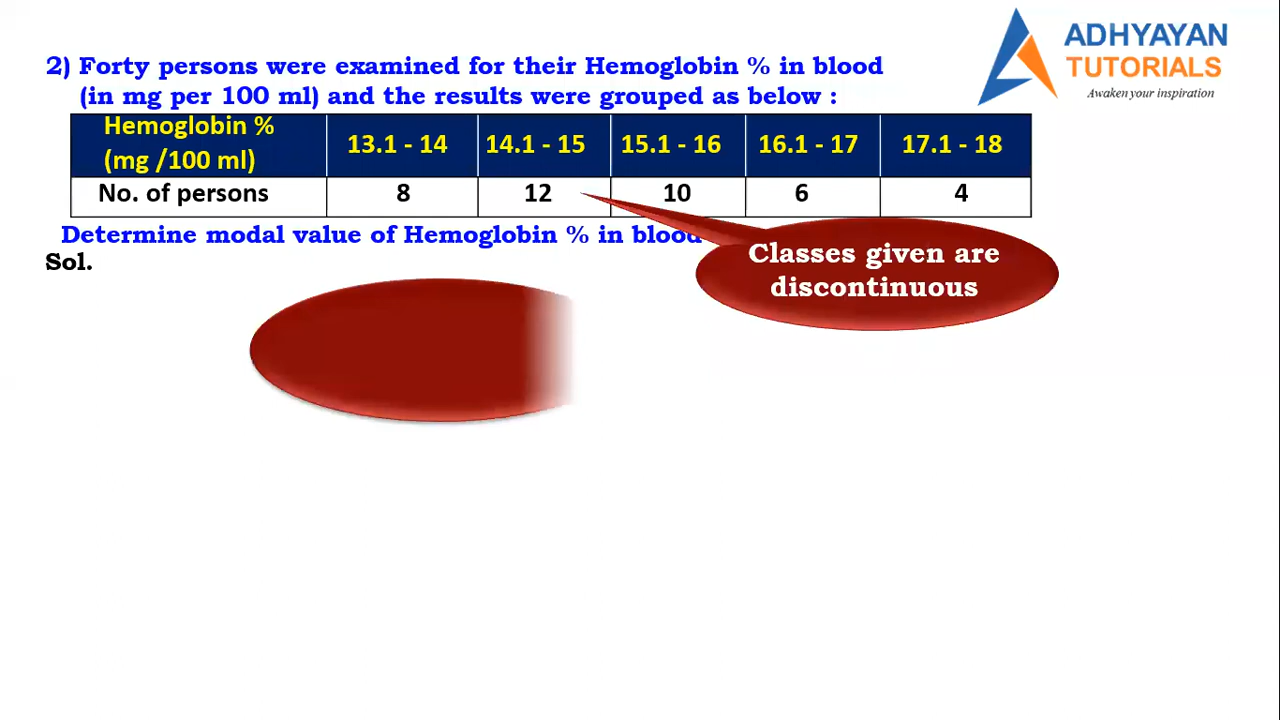 ADHYAYAN
TUTORIALS
Awaken your inspiration
2) Forty persons were examined for their Hemoglobin % in blood
(in mg per 100 ml) and the results were grouped as below :
Hemoglobin % (mg /100 ml) 13.1 - 14 14.1 - 15 15.1 - 16 16.1 - 17 17.1 - 18
No. of persons 8 12 10 6 4
Determine modal value of Hemoglobin % in blood
Sol.
Classes given are
discontinuous